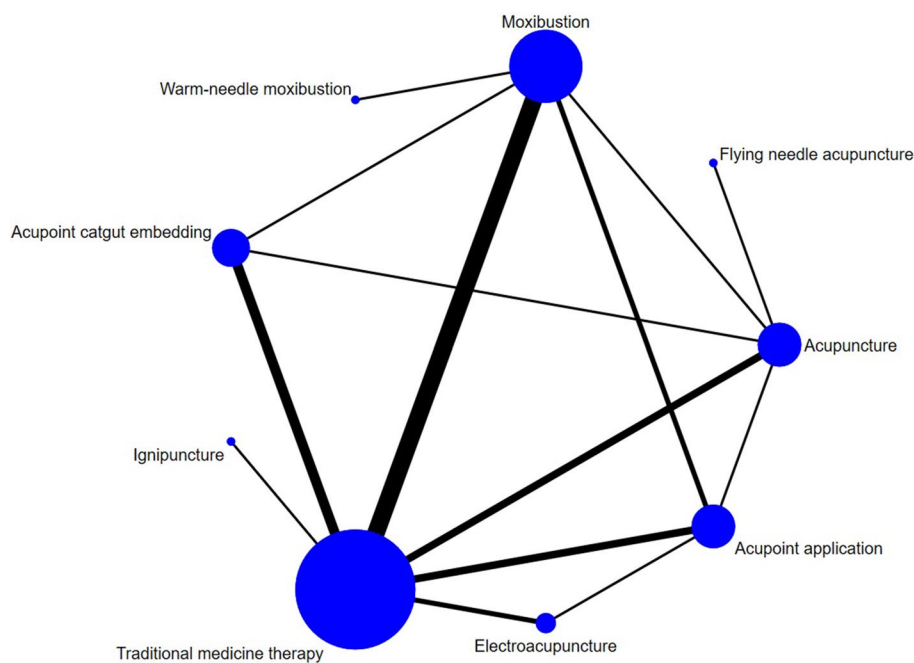 Moxibustion
Warm-needle moxibustion
Flying needle acupuncture
Acupoint catgut embedding
Acupuncture
Ignipuncture
Acupoint application
Electroacupuncture
Traditional medicine therapy